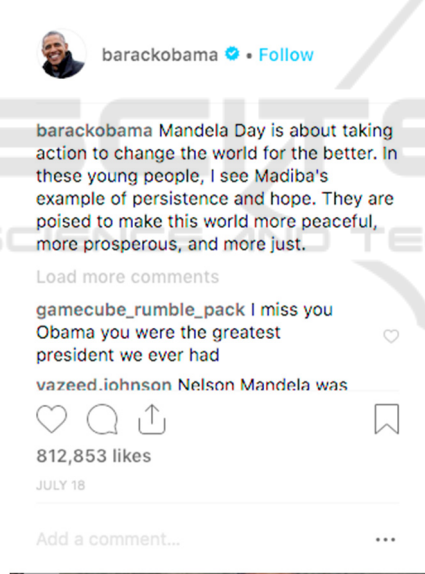 barackobama • Follow
barackobama Mandela Day is about taking
action to change the world for the better. In
these young people, I see Madiba's
example of persistence and hope. They are
poised to make this world more peaceful,
more prosperous, and more just.
Load more comments
gamecube_rumble_pack I miss you
Obama you were the greatest
president we ever had
vazeed.johnson Nelson Mandela was
812,853 likes
JULY 18
Add a comment...